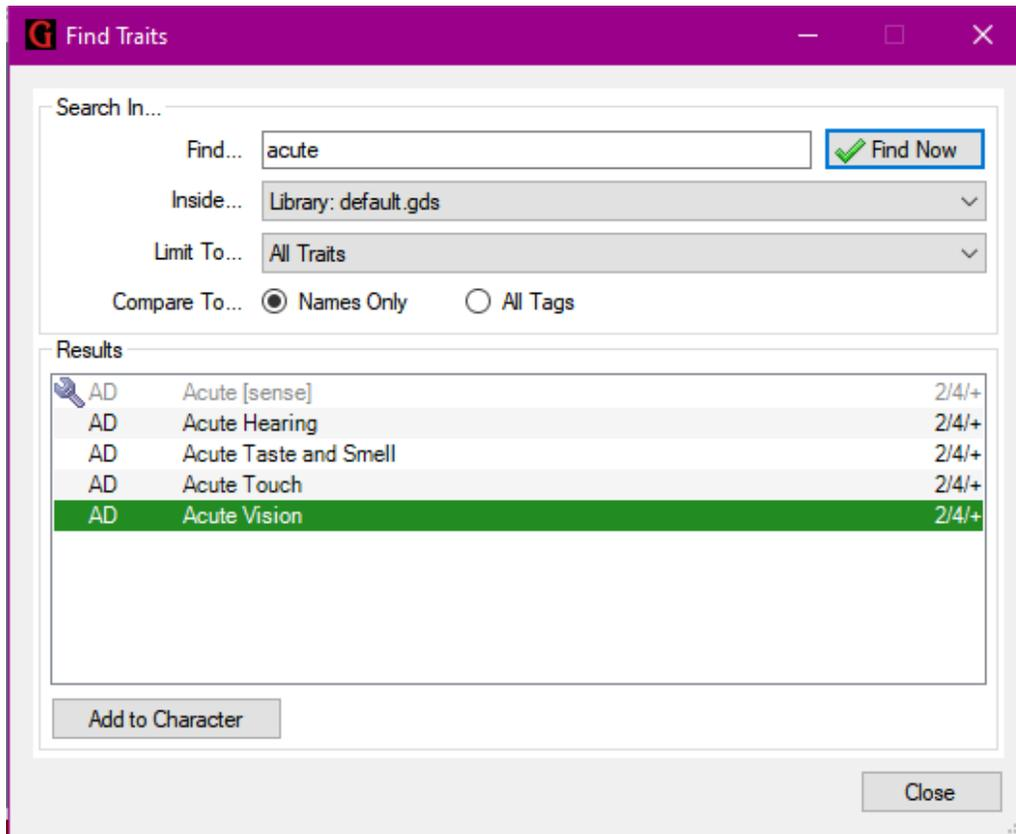 G Find Traits
Search In...
Find... acute Find Now
Inside... Library: default.gds
Limit To... All Traits
Compare To... Names Only All Tags
Results
AD Acute [sense] 2/4/+
AD Acute Hearing 2/4/+
AD Acute Taste and Smell 2/4/+
AD Acute Touch 2/4/+
AD Acute Vision 2/4/+
Add to Character
Close